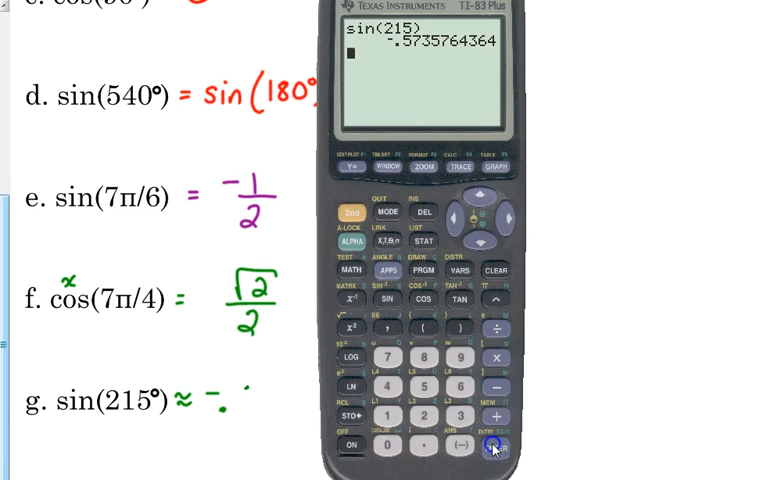 c. cos(90°)
TEXAS INSTRUMENTS TI-83 Plus
sin(215)
-.5735764364
d. sin(540°) = sin(180°
e. sin(7π/6) = -1/2
x
f. cos(7π/4) = √2/2
g. sin(215°) ≈ -.
STAT PLOT F1 TBLSET F2 FORMAT F3 CALC F4 TABLE F5
Y= WINDOW ZOOM TRACE GRAPH
QUIT INS
2nd MODE DEL
A-LOCK LINK LIST
ALPHA X,T,θ,n STAT
TEST A ANGLE B DRAW C DISTR
MATH APPS PRGM VARS CLEAR
MATRX D SIN⁻¹ E COS⁻¹ F TAN⁻¹ G π H
x⁻¹ SIN COS TAN ^
√ I EE J { K } L e M
x² , ( ) ÷
10ˣ N u O v P w Q [ R
LOG 7 8 9 ×
eˣ S L4 T L5 U L6 V ] W
LN 4 5 6 −
RCL X L1 Y L2 Z L3 θ MEM "
STO▸ 1 2 3 +
OFF CATALOG i : ANS ? ENTRY SOLVE
ON 0 . (−) ENTER